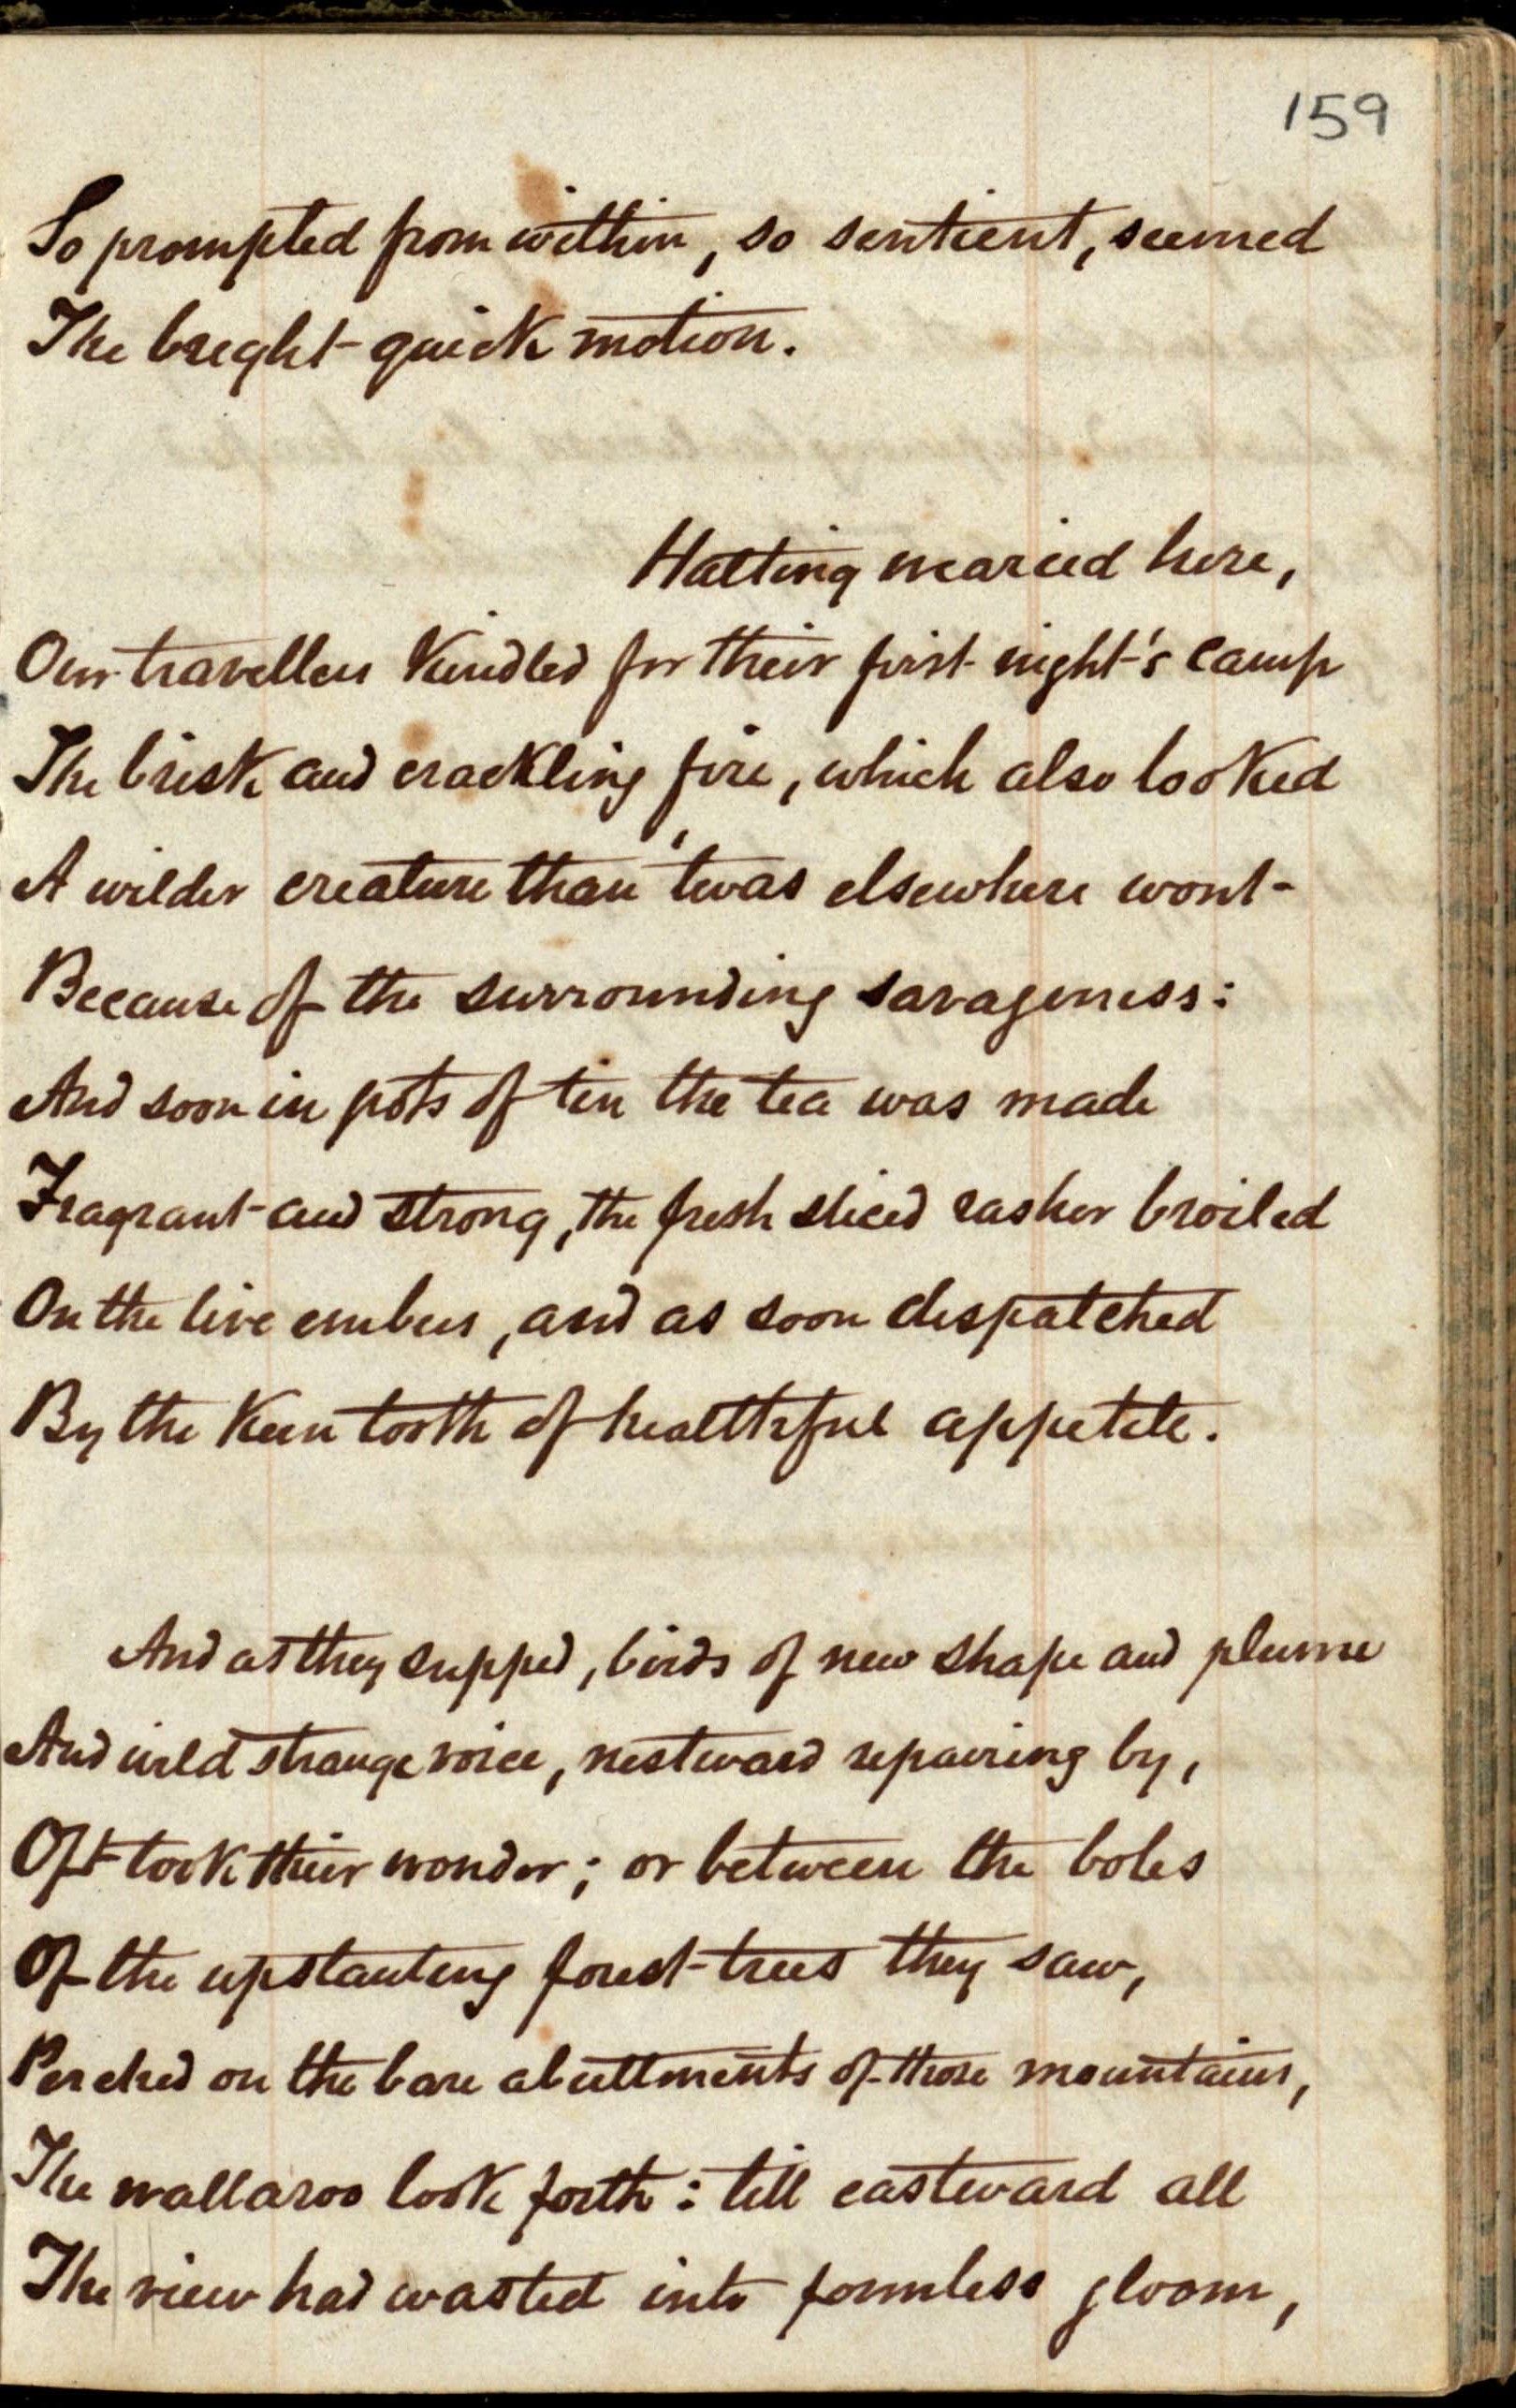 159
So prompted from within, so sentient, seemed
The bright quick motion.
Halting wearied here,
Our travellers kindled for their first night's camp
The brisk and crackling fire, which also looked
A wilder creature than 'twas elsewhere wont
Because of the surrounding savageness:
And soon in pots of tin the tea was made
Fragrant and strong, the fresh sliced rasher broiled
On the live embers, and as soon dispatched
By the keen tooth of healthful appetite.
And as they supped, birds of new shape and plume
And wild strange voice, nestward repairing by,
Oft took their wonder; or between the boles
Of the upstanting forest trees they saw,
Perched on the bare abuttments of those mountains,
The wallaroo look forth: till eastward all
The view had wasted into formless gloom,